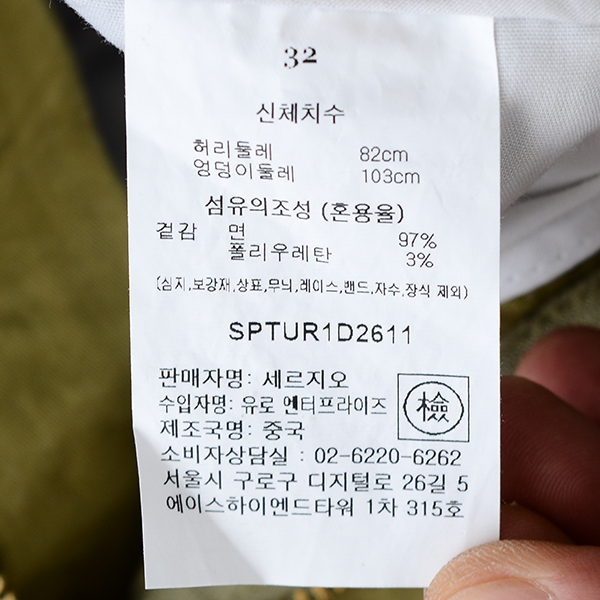 32
신체치수
허리둘레 82cm
엉덩이둘레 103cm
섬유의조성 (혼용율)
겉감 면 97%
폴리우레탄 3%
(심지,보강재,상표,무늬,레이스,밴드,자수,장식 제외)
SPTUR1D2611
판매자명: 세르지오
수입자명: 유로 엔터프라이즈
제조국명: 중국
檢
소비자상담실 : 02-6220-6262
서울시 구로구 디지털로 26길 5
에이스하이엔드타워 1차 315호